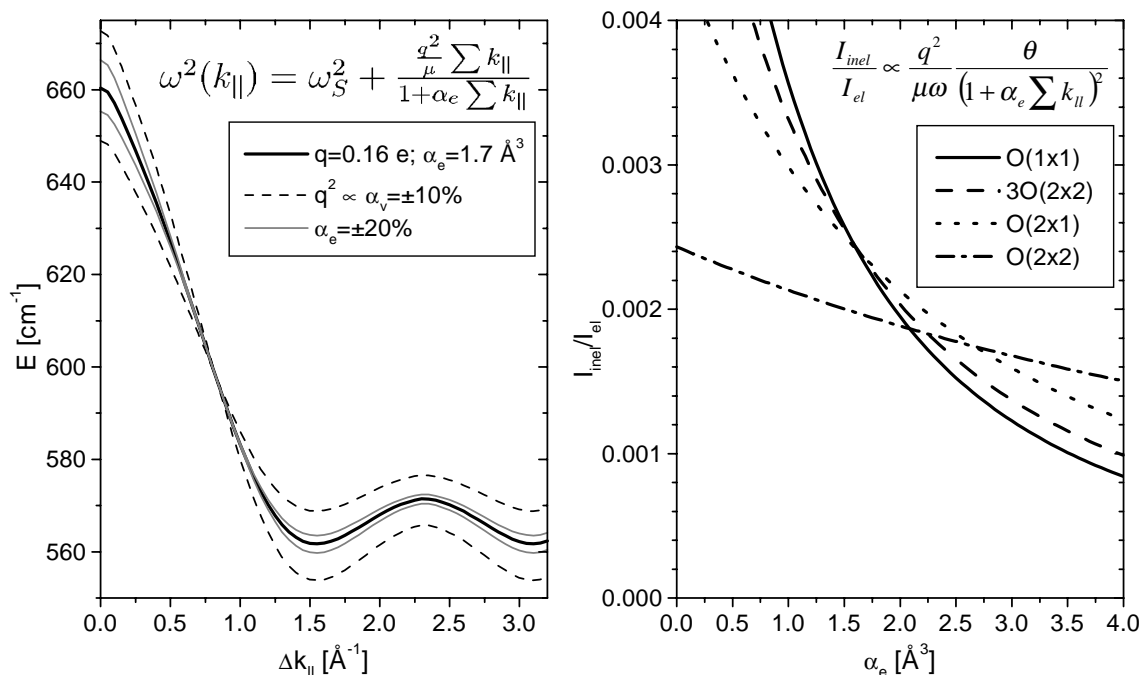 ω²(k||) = ω_S² + (q²/μ ∑ k||)/(1+α_e ∑ k||)
q=0.16 e; α_e=1.7 Å³
q² ∝ α_v=±10%
α_e=±20%
E [cm⁻¹]
660
640
620
600
580
560
0.0 0.5 1.0 1.5 2.0 2.5 3.0
Δk_|| [Å⁻¹]
I_inel/I_el ∝ q²/μω θ/(1+α_e∑k_ll)²
O(1x1)
3O(2x2)
O(2x1)
O(2x2)
I_inel/I_el
0.004
0.003
0.002
0.001
0.000
0.0 0.5 1.0 1.5 2.0 2.5 3.0 3.5 4.0
α_e [Å³]